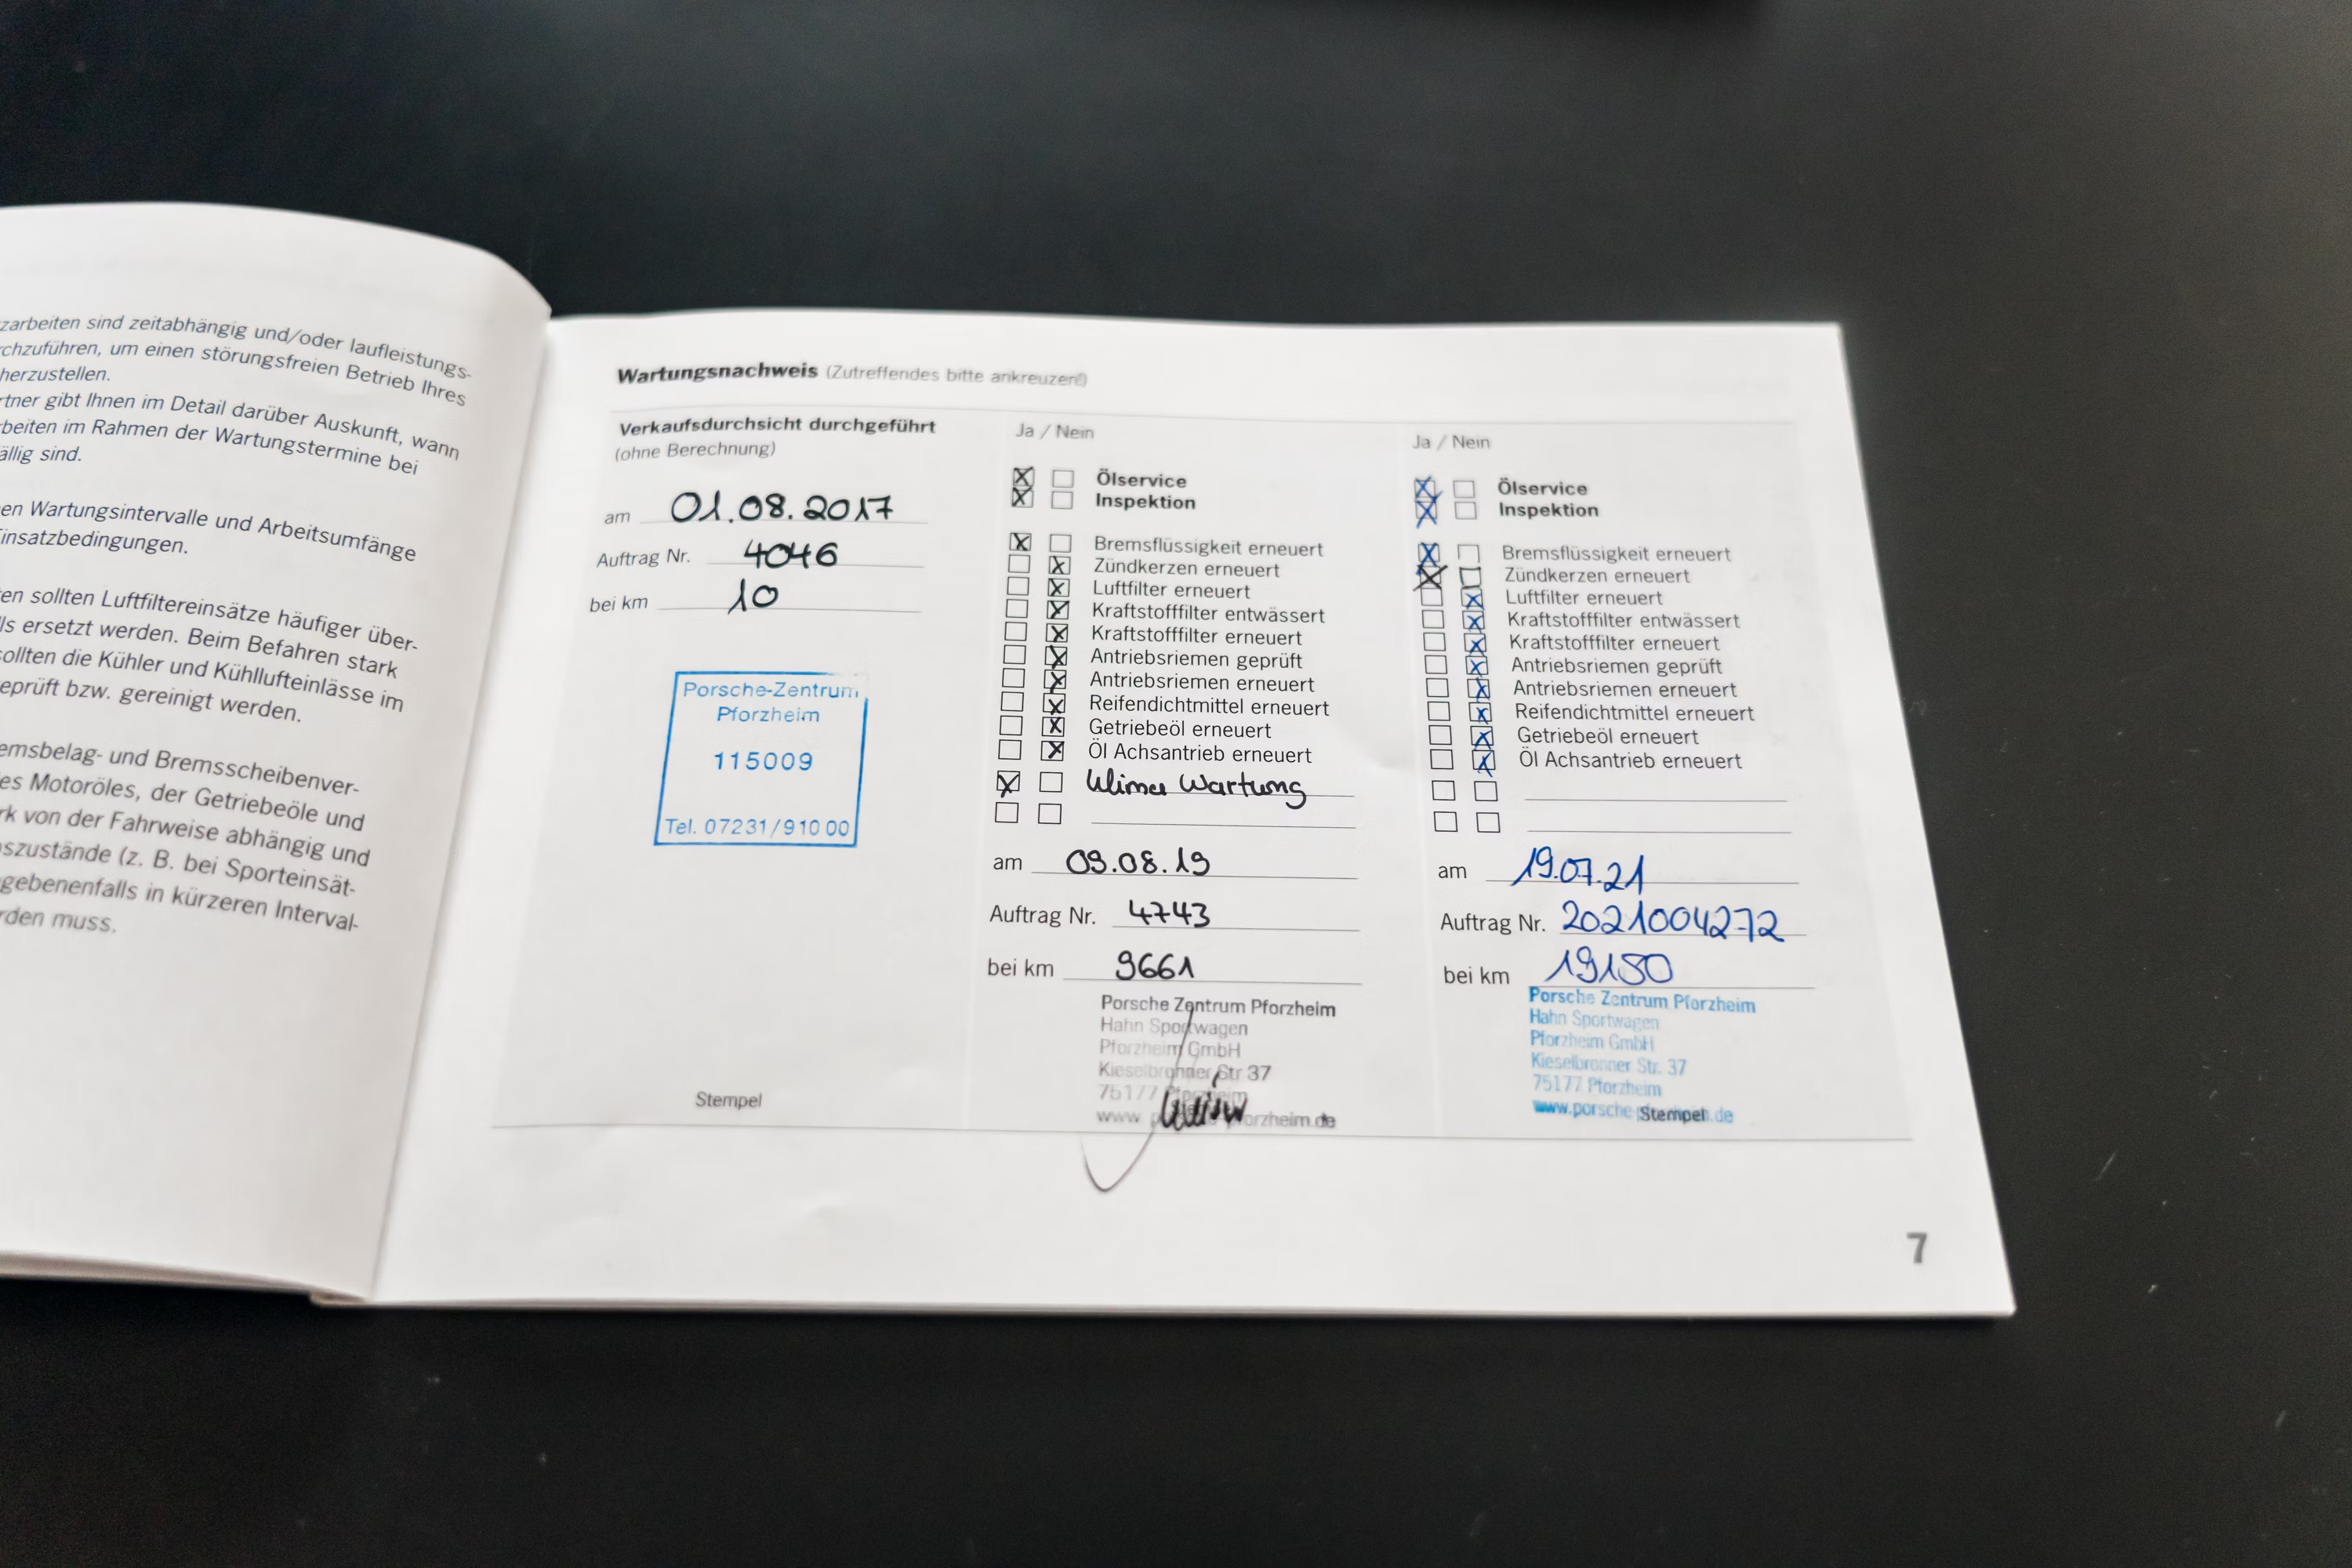 zarbeiten sind zeitabhängig und/oder laufleistungs-
chzuführen, um einen störungsfreien Betrieb Ihres
herzustellen.
rtner gibt Ihnen im Detail darüber Auskunft, wann
beiten im Rahmen der Wartungstermine bei
ällig sind.
en Wartungsintervalle und Arbeitsumfänge
insatzbedingungen.
en sollten Luftfiltereinsätze häufiger über-
lls ersetzt werden. Beim Befahren stark
sollten die Kühler und Kühllufteinlässe im
eprüft bzw. gereinigt werden.
emsbelag- und Bremsscheibenver-
es Motoröles, der Getriebeöle und
rk von der Fahrweise abhängig und
szustände (z. B. bei Sporteinsät-
gebenenfalls in kürzeren Interval-
rden muss.
Wartungsnachweis (Zutreffendes bitte ankreuzen!)
Verkaufsdurchsicht durchgeführt
(ohne Berechnung)
am 01.08.2017
Auftrag Nr. 4046
bei km 10
Porsche-Zentrum
Pforzheim
115009
Tel. 07231/910 00
Stempel
Ja / Nein
Ölservice
Inspektion
Bremsflüssigkeit erneuert
Zündkerzen erneuert
Luftfilter erneuert
Kraftstofffilter entwässert
Kraftstofffilter erneuert
Antriebsriemen geprüft
Antriebsriemen erneuert
Reifendichtmittel erneuert
Getriebeöl erneuert
Öl Achsantrieb erneuert
Klima Wartung
am 09.08.19
Auftrag Nr. 4743
bei km 9661
Porsche Zentrum Pforzheim
Hahn Sportwagen
Pforzheim GmbH
Kieselbronner Str 37
75177 Pforzheim
www. pforzheim.de
Ja / Nein
Ölservice
Inspektion
Bremsflüssigkeit erneuert
Zündkerzen erneuert
Luftfilter erneuert
Kraftstofffilter entwässert
Kraftstofffilter erneuert
Antriebsriemen geprüft
Antriebsriemen erneuert
Reifendichtmittel erneuert
Getriebeöl erneuert
Öl Achsantrieb erneuert
am 19.07.21
Auftrag Nr. 2021004272
bei km 19150
Porsche Zentrum Pforzheim
Hahn Sportwagen
Pforzheim GmbH
Kieselbronner Str. 37
75177 Pforzheim
www.porsche-pforzheim.de
Stempel
7